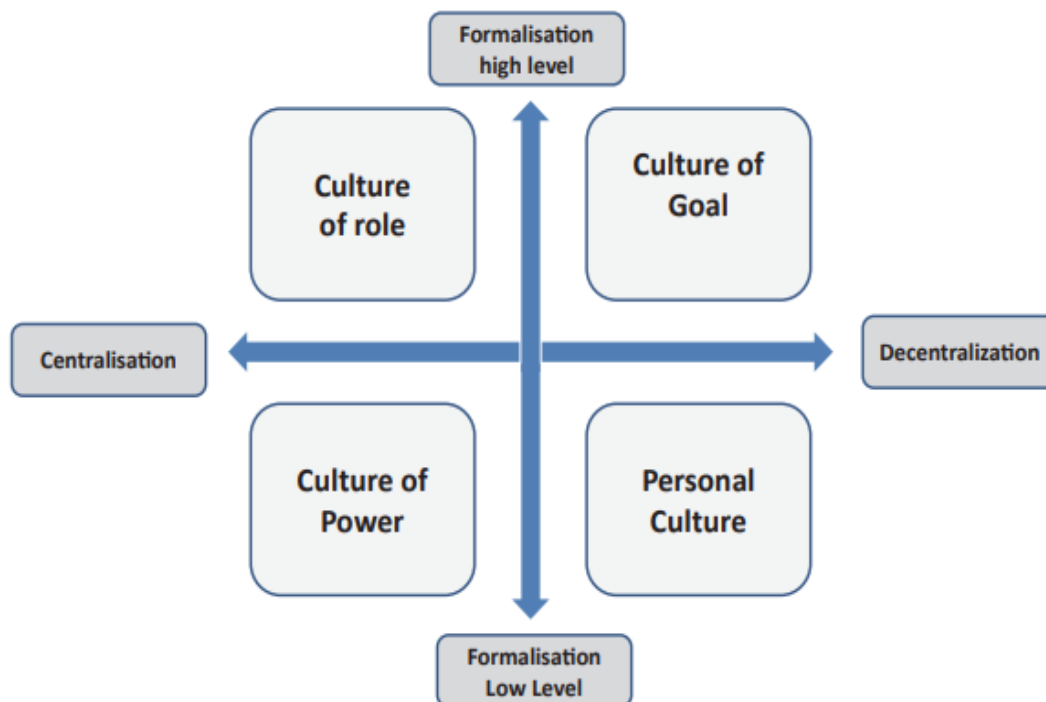 Formalisation
high level
Culture
of role
Culture of
Goal
Centralisation
Decentralization
Culture of
Power
Personal
Culture
Formalisation
Low Level